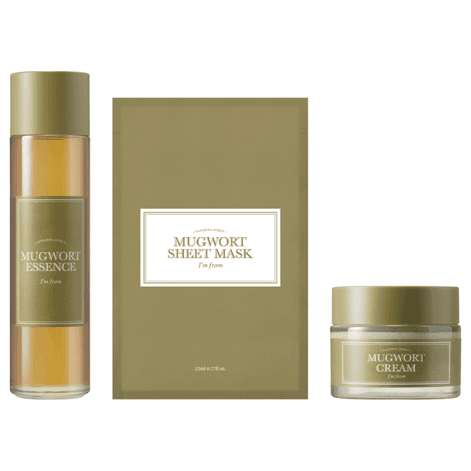 MUGWORT
ESSENCE
I'm from
MUGWORT
SHEET MASK
I'm from
MUGWORT
CREAM
I'm from